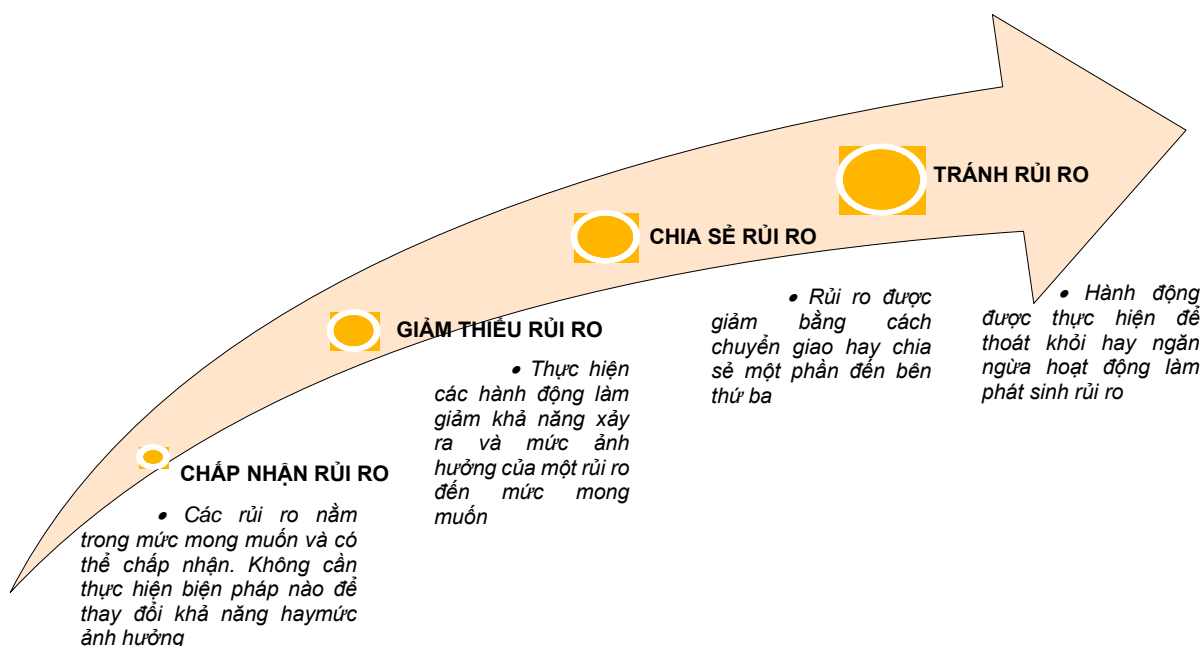 CHẤP NHẬN RỦI RO
• Các rủi ro nằm
trong mức mong muốn và có
thể chấp nhận. Không cần
thực hiện biện pháp nào để
thay đổi khả năng haymức
ảnh hưởng
GIẢM THIỂU RỦI RO
• Thực hiện
các hành động làm
giảm khả năng xảy
ra và mức ảnh
hưởng của một rủi ro
đến mức mong
muốn
CHIA SẺ RỦI RO
• Rủi ro được
giảm bằng cách
chuyển giao hay chia
sẻ một phần đến bên
thứ ba
TRÁNH RỦI RO
• Hành động
được thực hiện để
thoát khỏi hay ngăn
ngừa hoạt động làm
phát sinh rủi ro